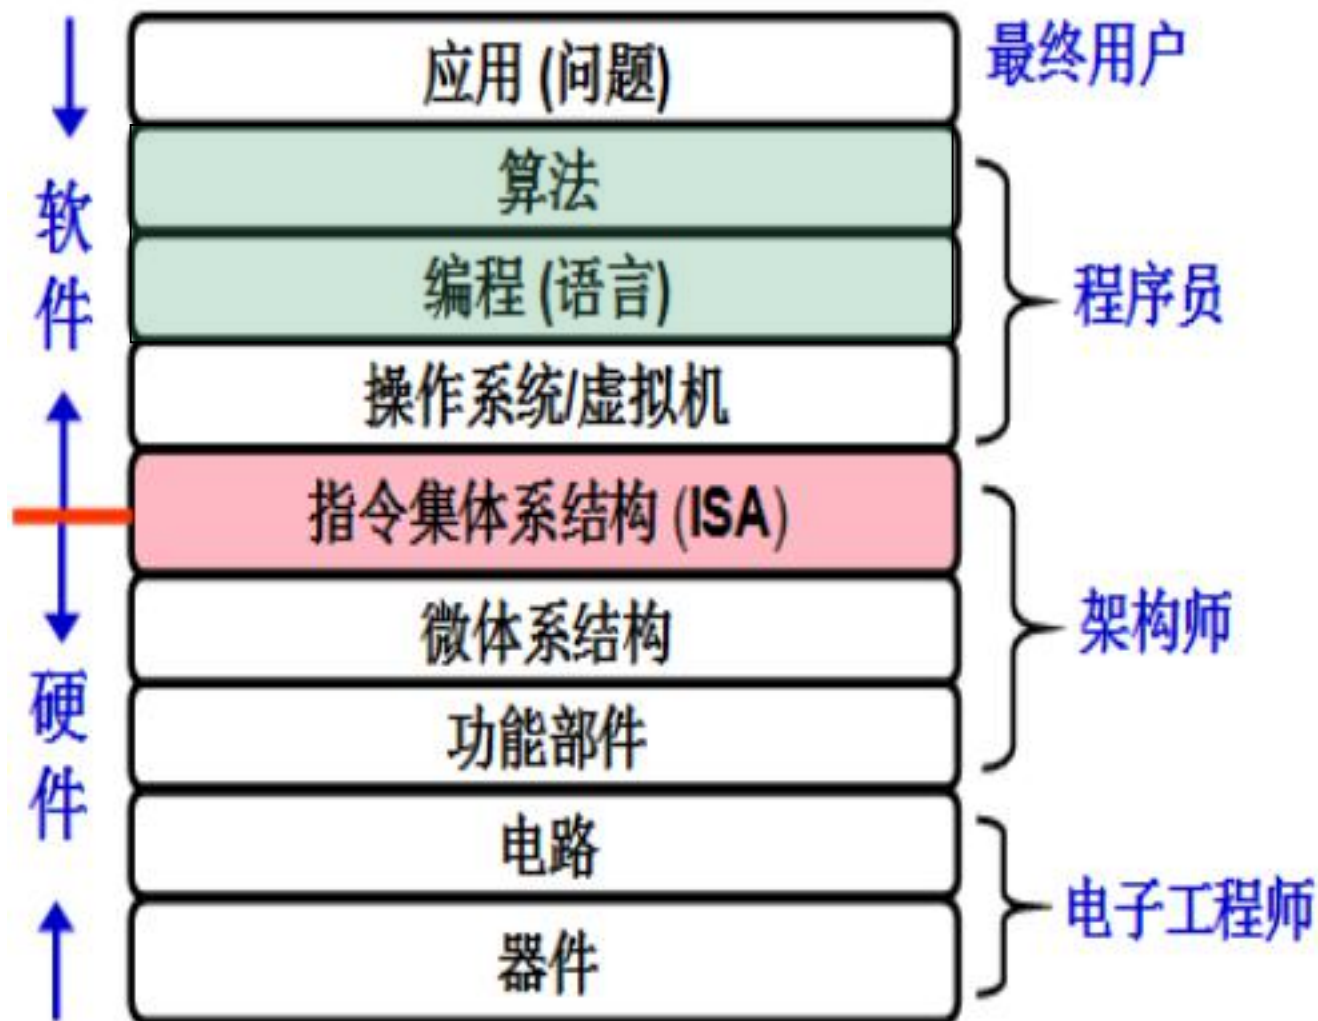 应用 (问题)
最终用户
算法
编程 (语言)
操作系统/虚拟机
程序员
指令集体系结构 (ISA)
微体系结构
功能部件
架构师
电路
器件
电子工程师
软件
硬件